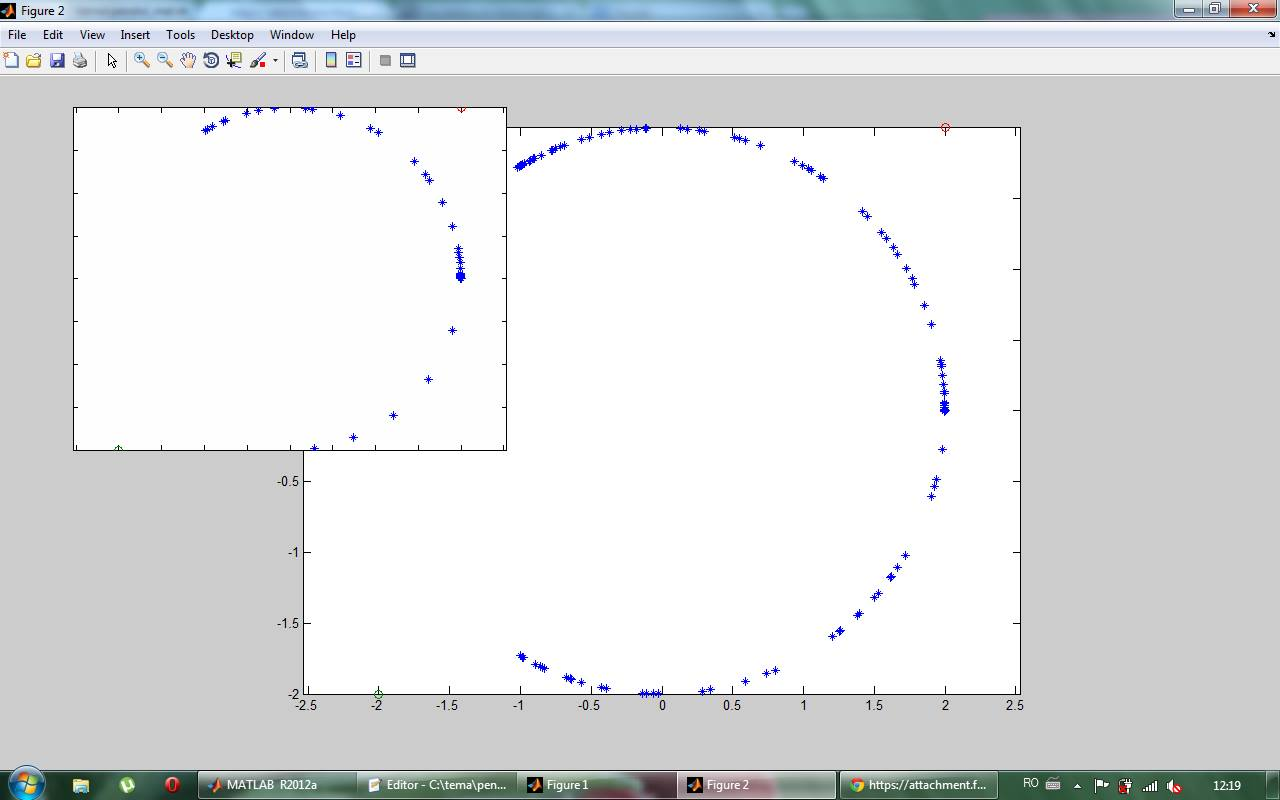 Figure 2
File Edit View Insert Tools Desktop Window Help
-0.5
-1
-1.5
-2
-2.5 -2 -1.5 -1 -0.5 0 0.5 1 1.5 2 2.5
MATLAB R2012a Editor - C:\tema\pen... Figure 1 Figure 2 https://attachment.f... RO 12:19